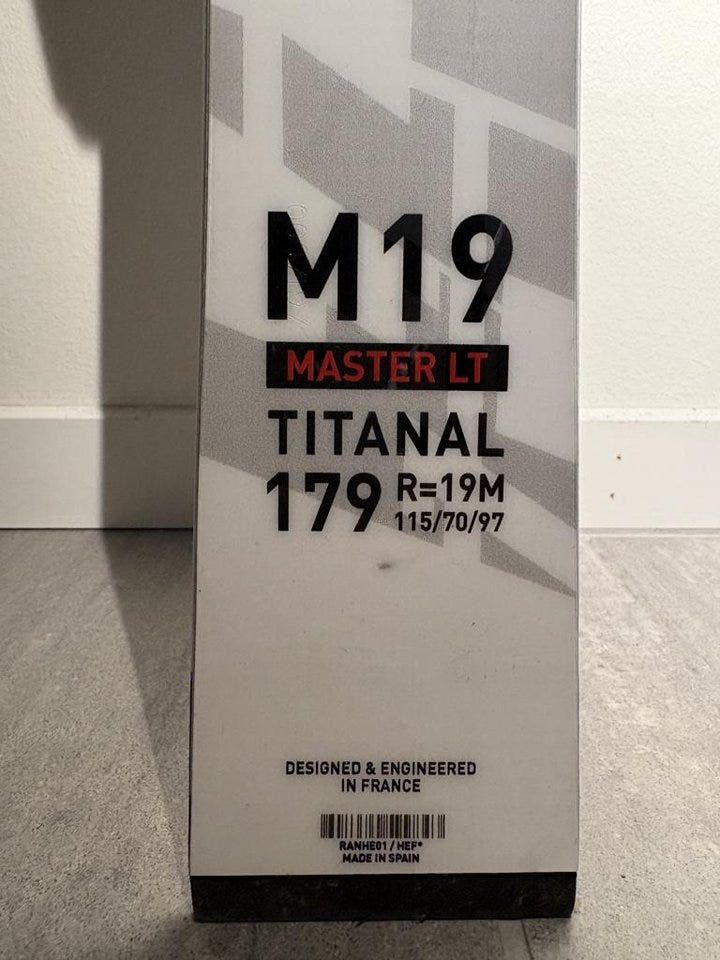 M19
MASTER LT
TITANAL
179 R=19M
115/70/97
DESIGNED & ENGINEERED
IN FRANCE
RANHE01 / HEF*
MADE IN SPAIN